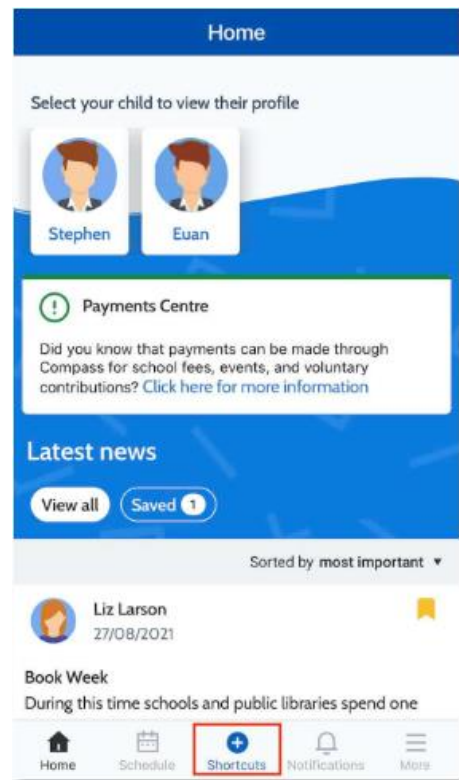 Home
Select your child to view their profile
Stephen
Euan
Payments Centre
Did you know that payments can be made through
Compass for school fees, events, and voluntary
contributions? Click here for more information
Latest news
View all
Saved 1
Sorted by most important
Liz Larson
27/08/2021
Book Week
During this time schools and public libraries spend one
Home
Schedule
Shortcuts
Notifications
More